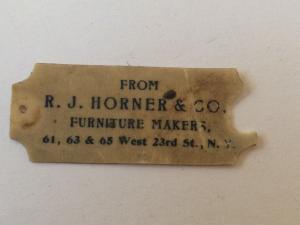 FROM
R. J. HORNER & CO.
FURNITURE MAKERS,
61, 63 & 65 West 23rd St., N. Y.